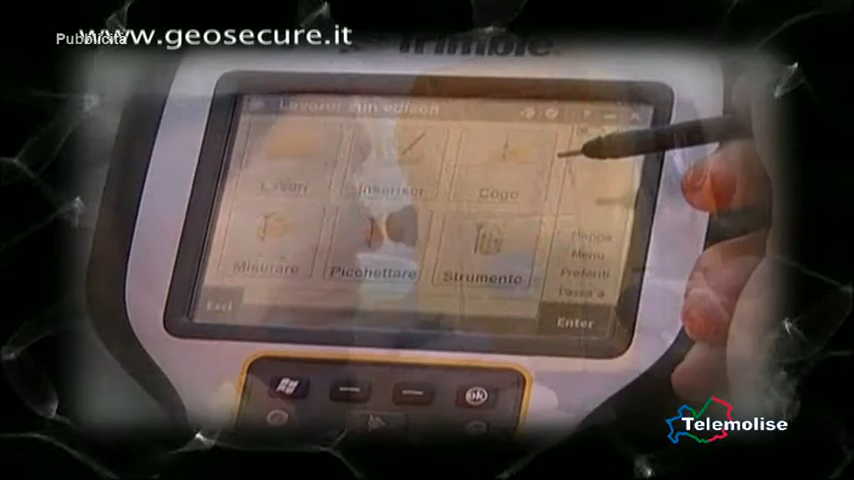 Pubblicità
www.geosecure.it
Trimble
Lavoro:
Lavori
Inserisci
Cogo
Misurare
Picchettare
Strumento
Mappa
Menu
Preferiti
Passa a
Esci
Enter
ok
Telemolise